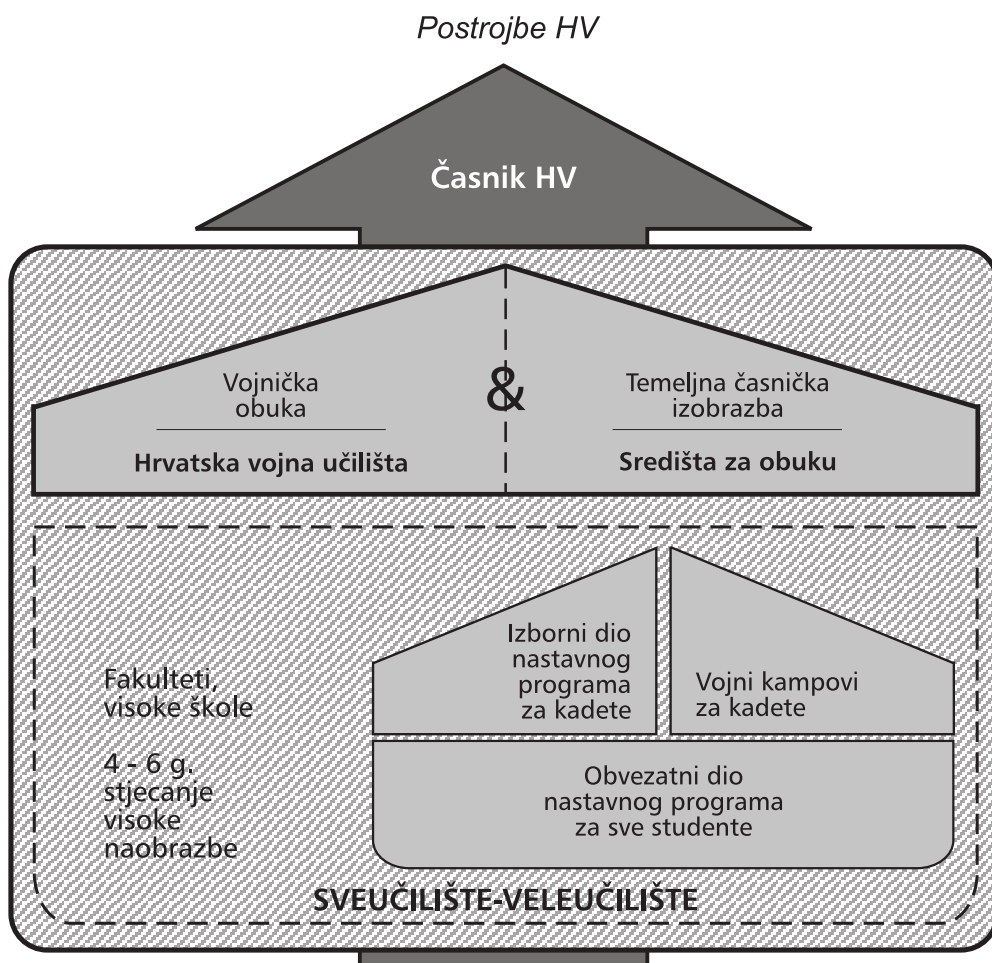 Postrojbe HV
Časnik HV
Vojnička
obuka
Hrvatska vojna učilišta
&
Temeljna časnička
izobrazba
Središta za obuku
Fakulteti,
visoke škole
4 - 6 g.
stjecanje
visoke
naobrazbe
Izborni dio
nastavnog
programa
za kadete
Vojni kampovi
za kadete
Obvezatni dio
nastavnog programa
za sve studente
SVEUČILIŠTE-VELEUČILIŠTE